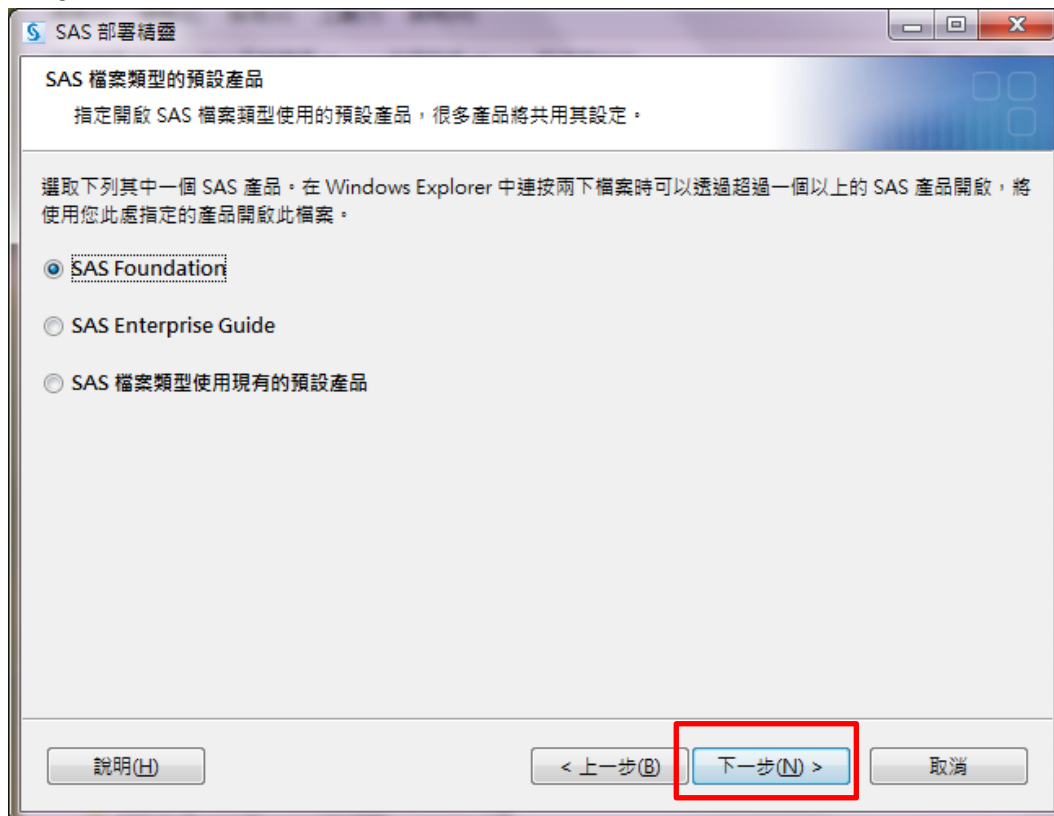 SAS 部署精靈
SAS 檔案類型的預設產品
指定開啟 SAS 檔案類型使用的預設產品，很多產品將共用其設定。
選取下列其中一個 SAS 產品。在 Windows Explorer 中連按兩下檔案時可以透過超過一個以上的 SAS 產品開啟，將
使用您此處指定的產品開啟此檔案。
SAS Foundation
SAS Enterprise Guide
SAS 檔案類型使用現有的預設產品
說明(H)
< 上一步(B)
下一步(N) >
取消